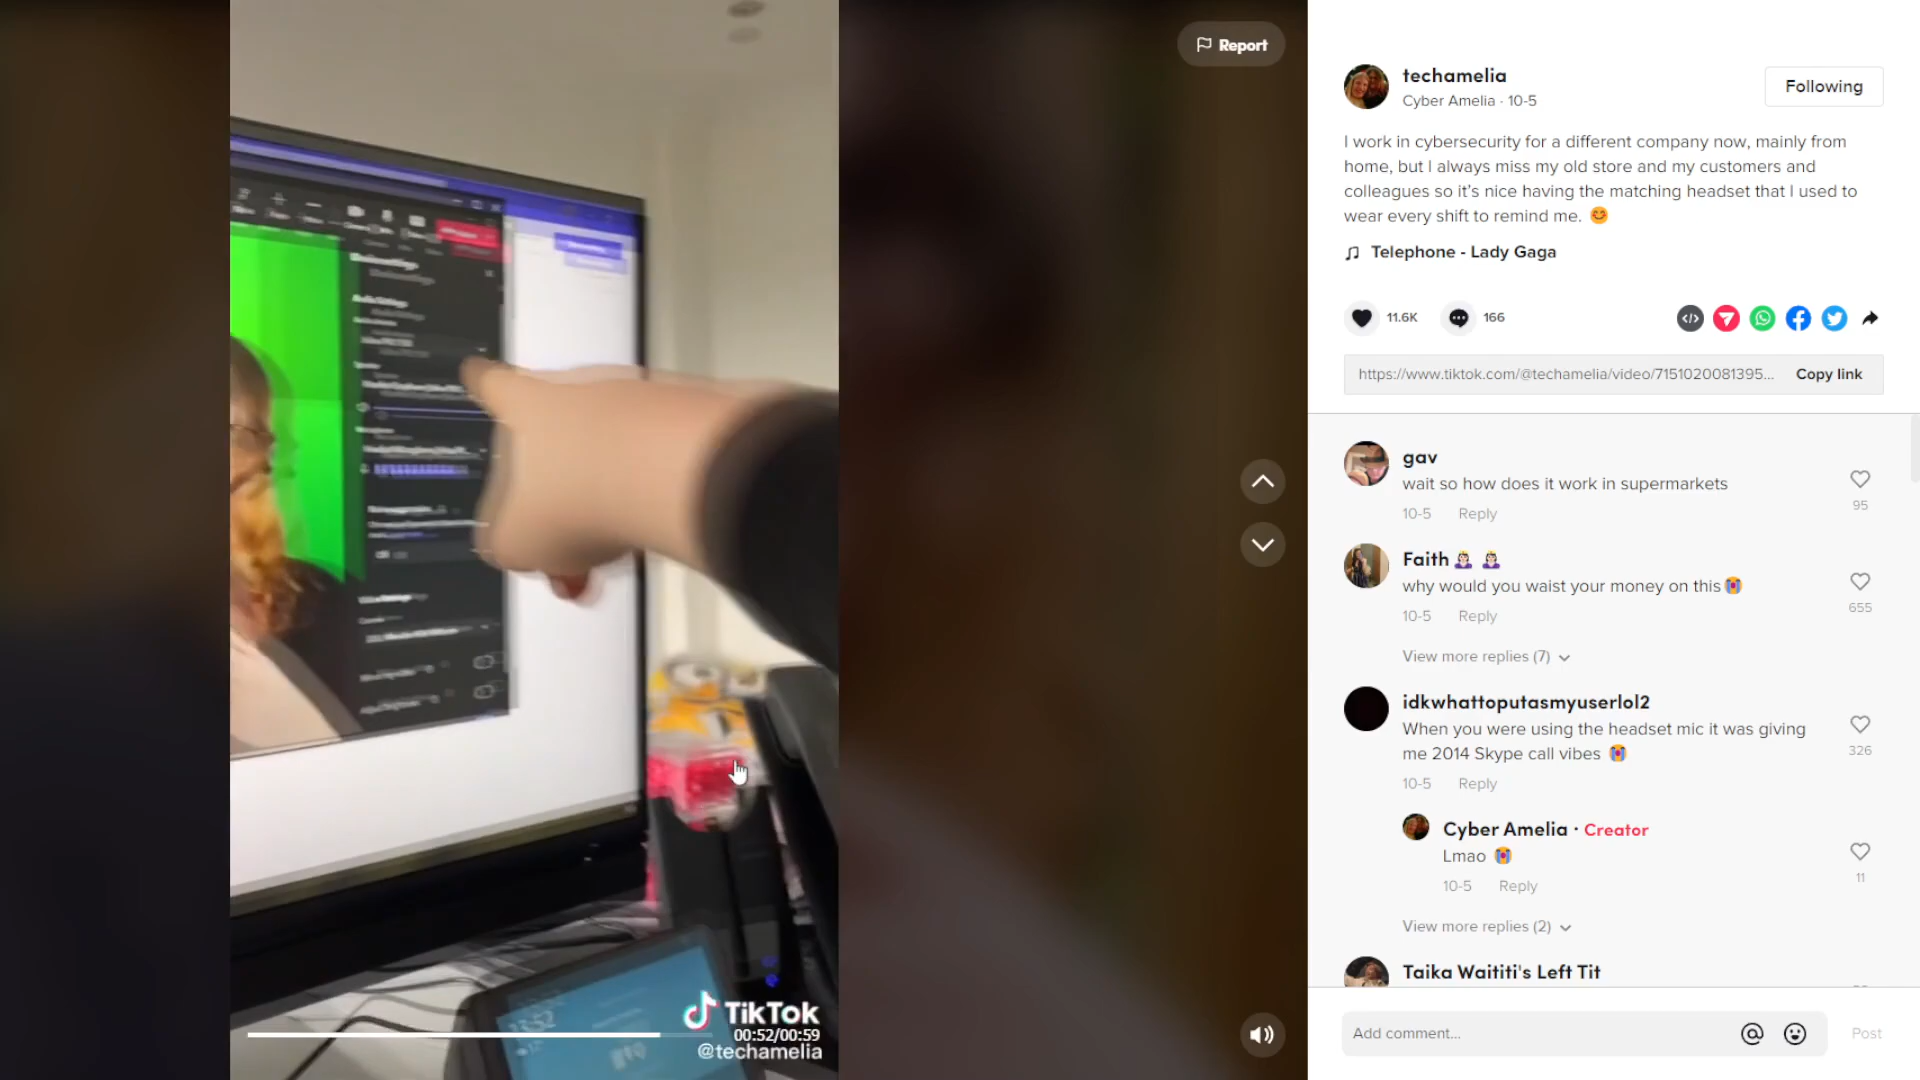 Report
techamelia
Cyber Amelia · 10-5
Following
I work in cybersecurity for a different company now, mainly from
home, but I always miss my old store and my customers and
colleagues so it's nice having the matching headset that I used to
wear every shift to remind me. 😊
Telephone - Lady Gaga
11.6K
166
https://www.tiktok.com/@techamelia/video/7151020081395...
Copy link
gav
wait so how does it work in supermarkets
95
10-5 Reply
Faith 👸🏻 👸🏻
why would you waist your money on this😭
655
10-5 Reply
View more replies (7)
idkwhattoputasmyuserlol2
When you were using the headset mic it was giving
me 2014 Skype call vibes 😭
326
10-5 Reply
Cyber Amelia · Creator
Lmao 😭
11
10-5 Reply
View more replies (2)
Taika Waititi's Left Tit
Add comment...
Post
13:52
TikTok
00:52/00:59
@techamelia